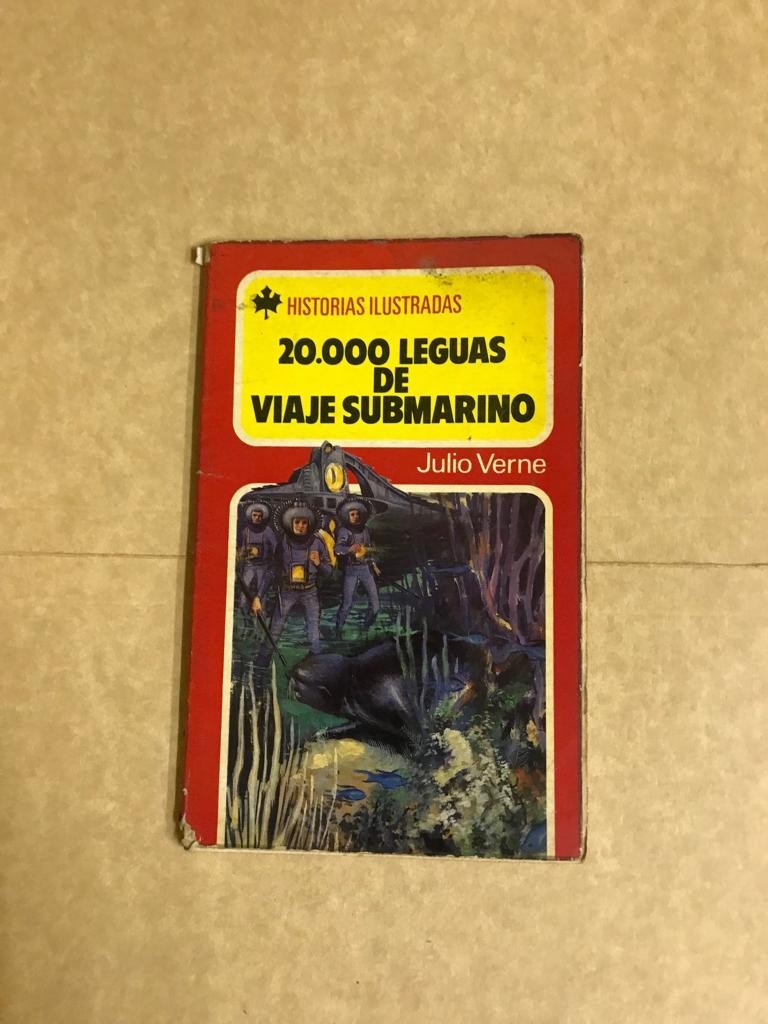 HISTORIAS ILUSTRADAS
20.000 LEGUAS
DE
VIAJE SUBMARINO
Julio Verne